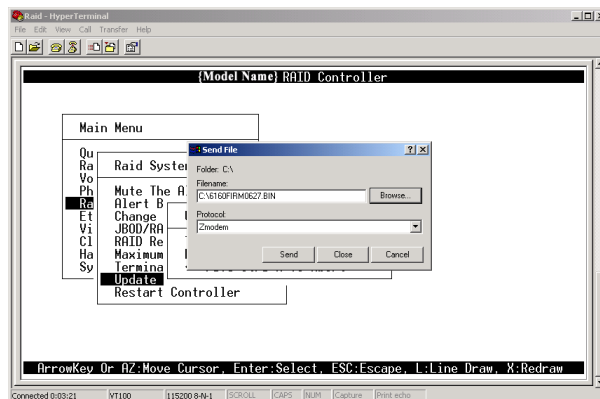 Raid - HyperTerminal
File Edit View Call Transfer Help
{Model Name} RAID Controller
Main Menu
Qu
Ra
Vo
Ph
Ra
Et
Vi
Cl
Ha
Sy
Raid Syste
Mute The A
Alert B
Change
JBOD/RA
RAID Re
Maximum
Termina
Update
Restart Controller
Send File
Folder: C:\
Filename:
C:\6160FIRM0627.BIN
Browse...
Protocol:
Zmodem
Send Close Cancel
ArrowKey Or AZ:Move Cursor, Enter:Select, ESC:Escape, L:Line Draw, X:Redraw
Connected 0:03:21 VT100 115200 8-N-1 SCROLL CAPS NUM Capture Print echo